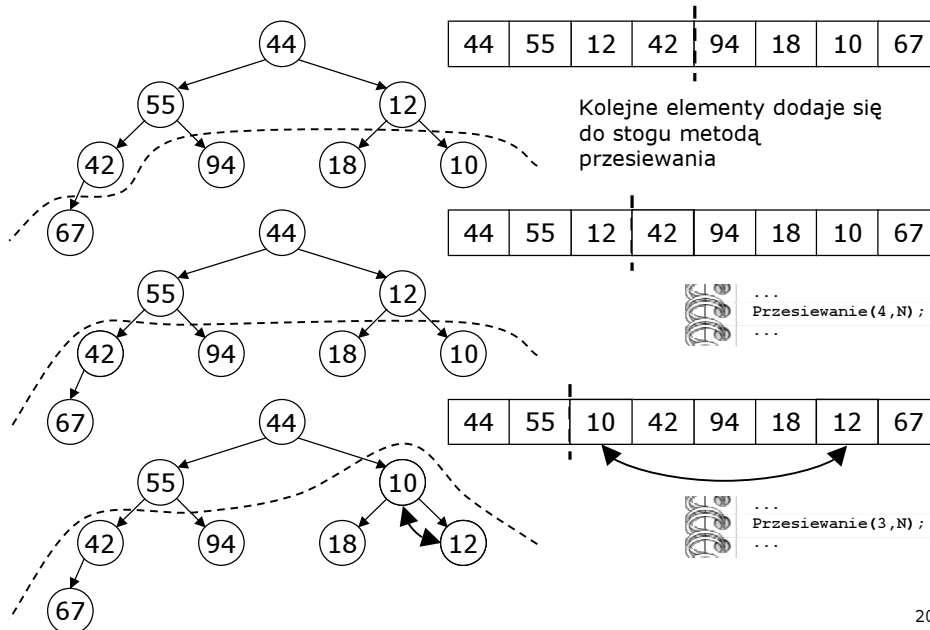 44
44 55 12 42 94 18 10 67
55 12
Kolejne elementy dodaje się
do stogu metodą
przesiewania
42 94 18 10
67
44
44 55 12 42 94 18 10 67
55 12
...
Przesiewanie(4,N);
...
42 94 18 10
67
44
44 55 10 42 94 18 12 67
55 10
...
Przesiewanie(3,N);
...
42 94 18 12
67
20